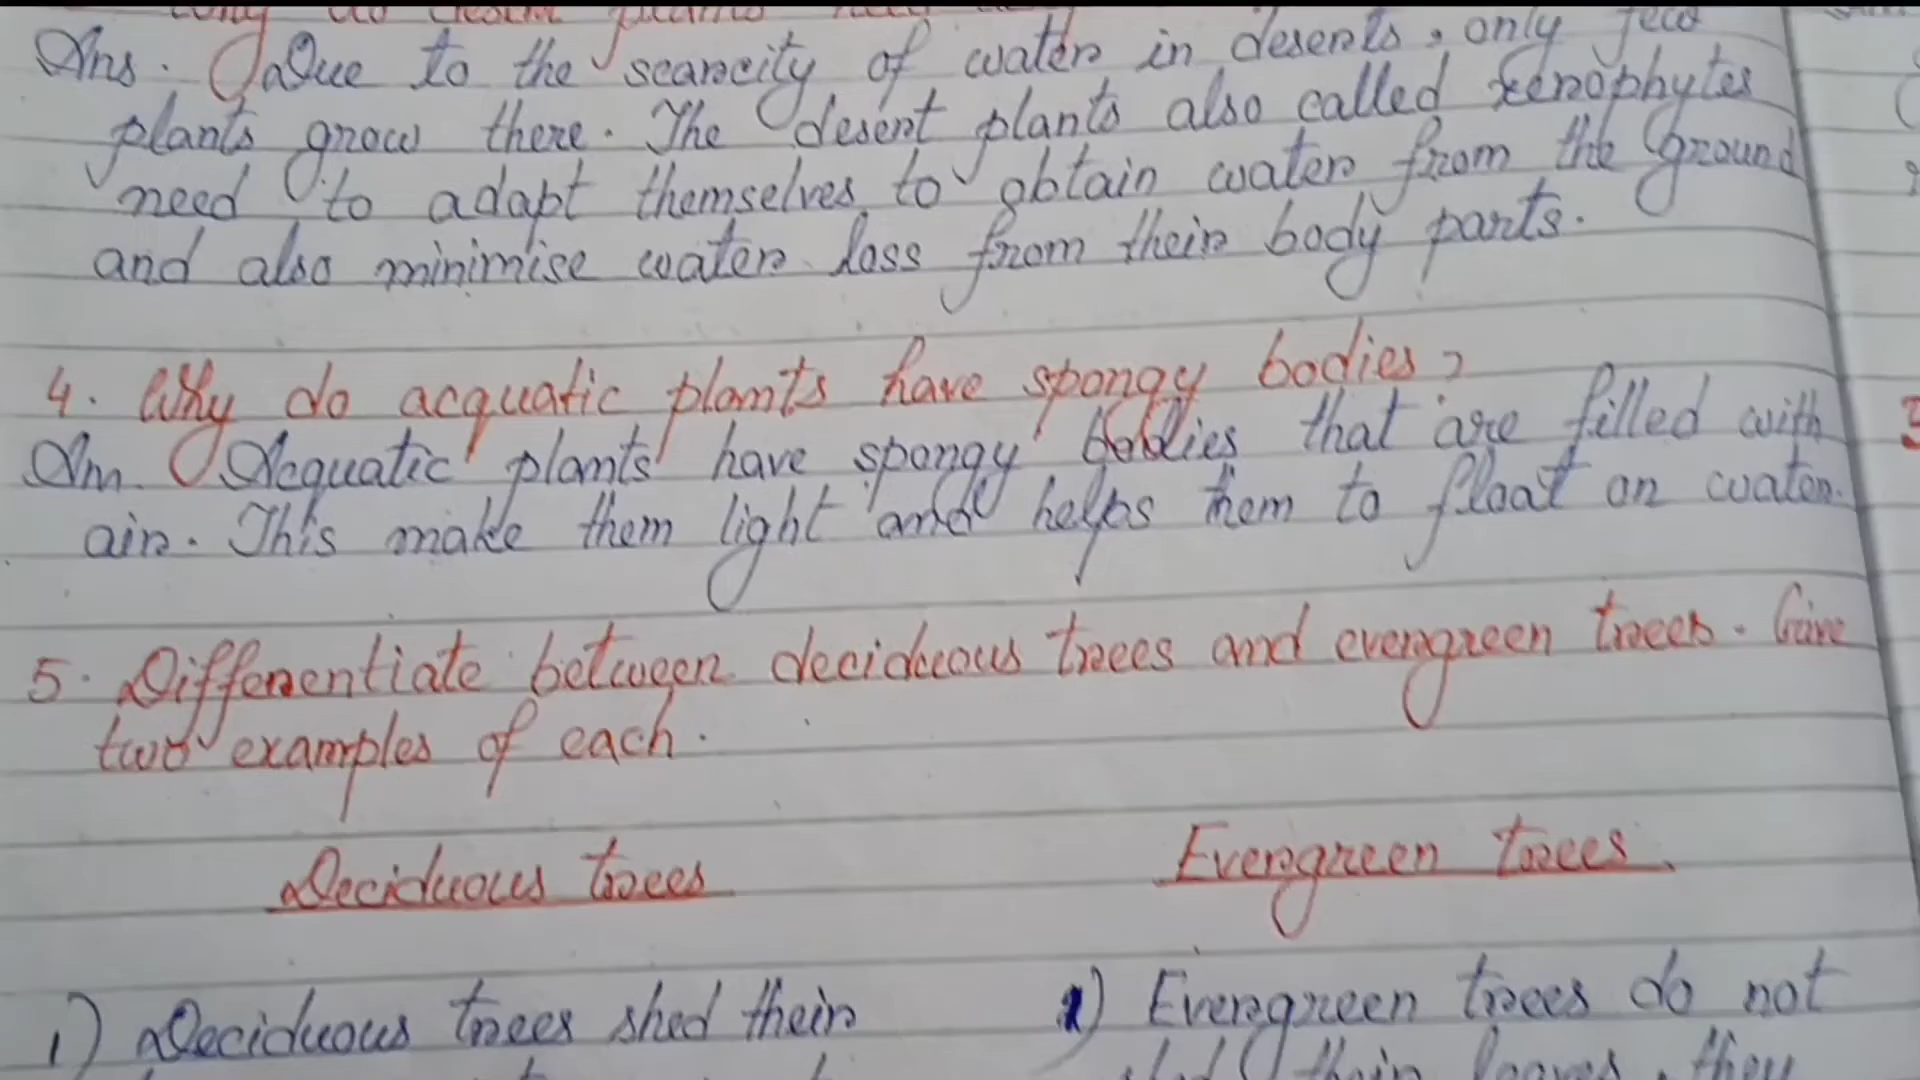 Ans. Due to the scarcity of water in deserts, only few
plants grow there. The desert plants also called xerophytes
need to adapt themselves to obtain water from the ground
and also minimise water loss from their body parts.
4. Why do acquatic plants have spongy bodies?
Ans. Acquatic plants have spongy bodies that are filled with
air. This make them light and helps them to float on water.
5. Differentiate between deciduous trees and evergreen trees. Give
two examples of each.
Deciduous trees Evergreen trees.
1) Deciduous trees shed their 1) Evergreen trees do not
their leaves, they